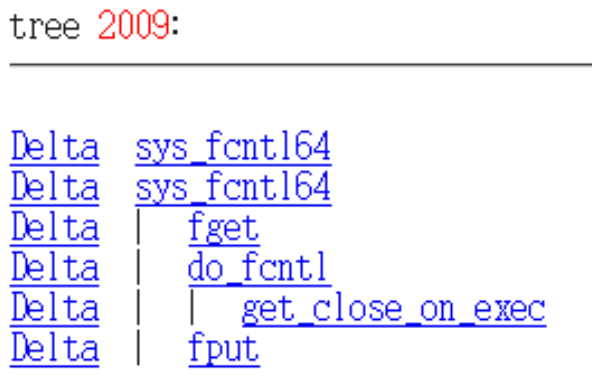 tree 2009:
Delta sys_fcntl64
Delta sys_fcntl64
Delta | fget
Delta | do_fcntl
Delta | | get_close_on_exec
Delta | fput